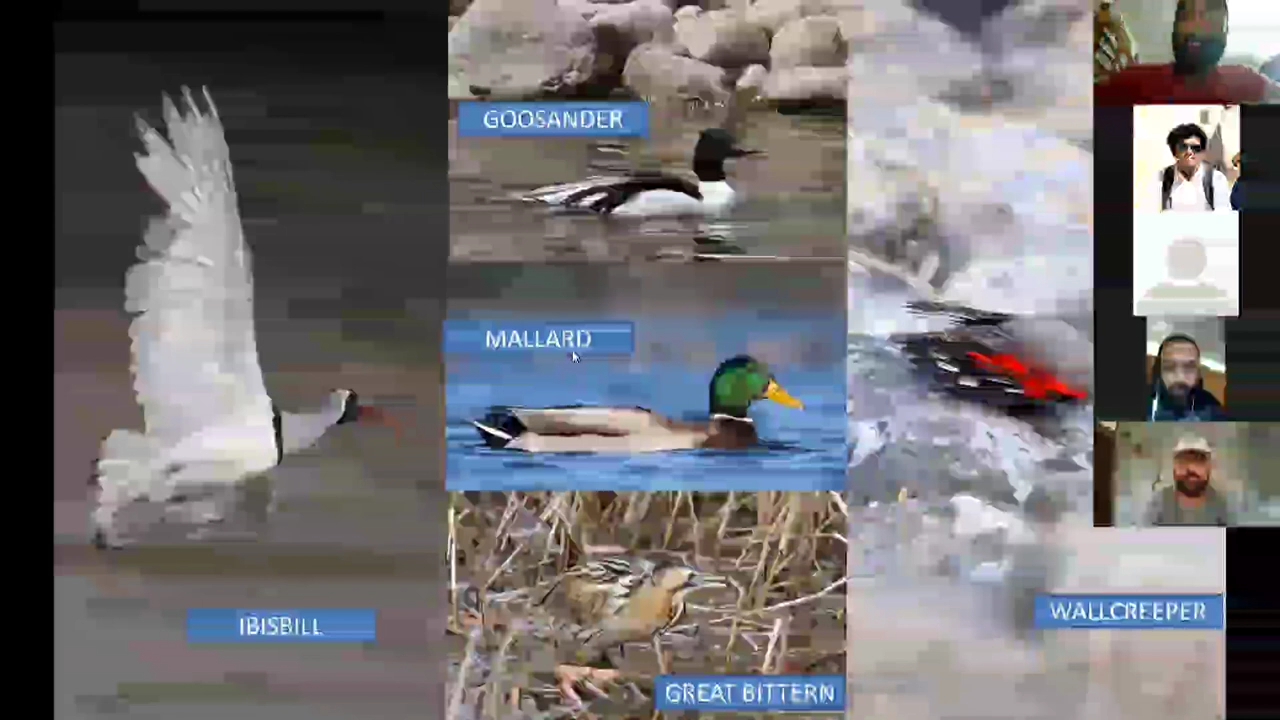 GOOSANDER
MALLARD
IBISBILL
WALLCREEPER
GREAT BITTERN